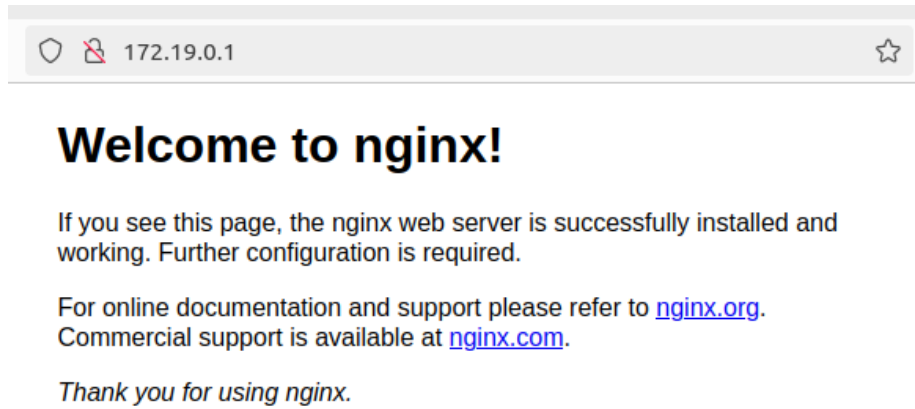 172.19.0.1
Welcome to nginx!
If you see this page, the nginx web server is successfully installed and
working. Further configuration is required.
For online documentation and support please refer to nginx.org.
Commercial support is available at nginx.com.
Thank you for using nginx.